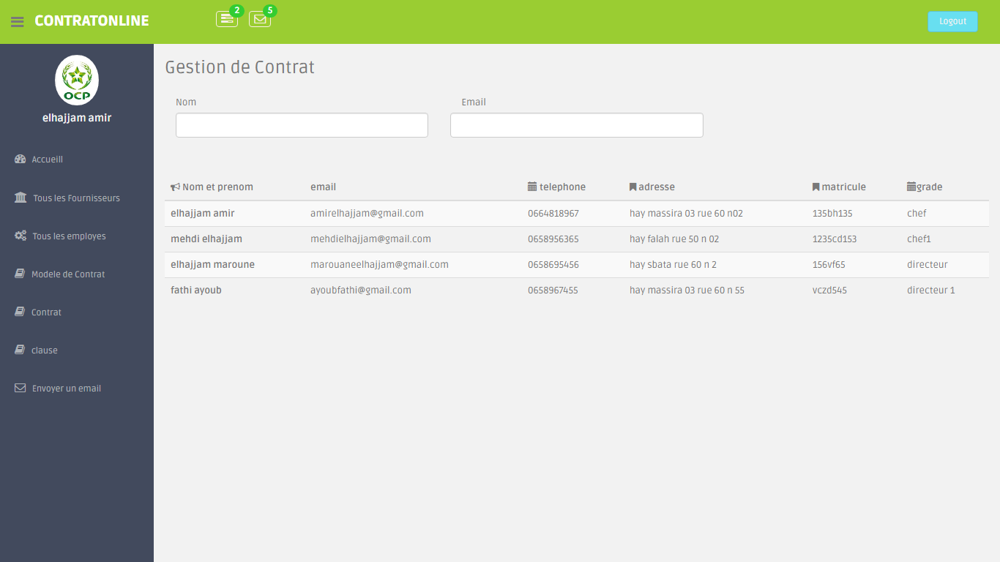 CONTRATONLINE
2
5
Logout
OCP
elhajjam amir
Accueill
Tous les Fournisseurs
Tous les employes
Modele de Contrat
Contrat
clause
Envoyer un email
Gestion de Contrat
Nom Email
Nom et prenom email telephone adresse matricule grade
elhajjam amir amirelhajjam@gmail.com 0664818967 hay massira 03 rue 60 n02 135bh135 chef
mehdi elhajjam mehdielhajjam@gmail.com 0658956365 hay falah rue 50 n 02 1235cd153 chef1
elhajjam maroune marouaneelhajjam@gmail.com 0658695456 hay sbata rue 60 n 2 156vf65 directeur
fathi ayoub ayoubfathi@gmail.com 0658967455 hay massira 03 rue 60 n 55 vczd545 directeur 1